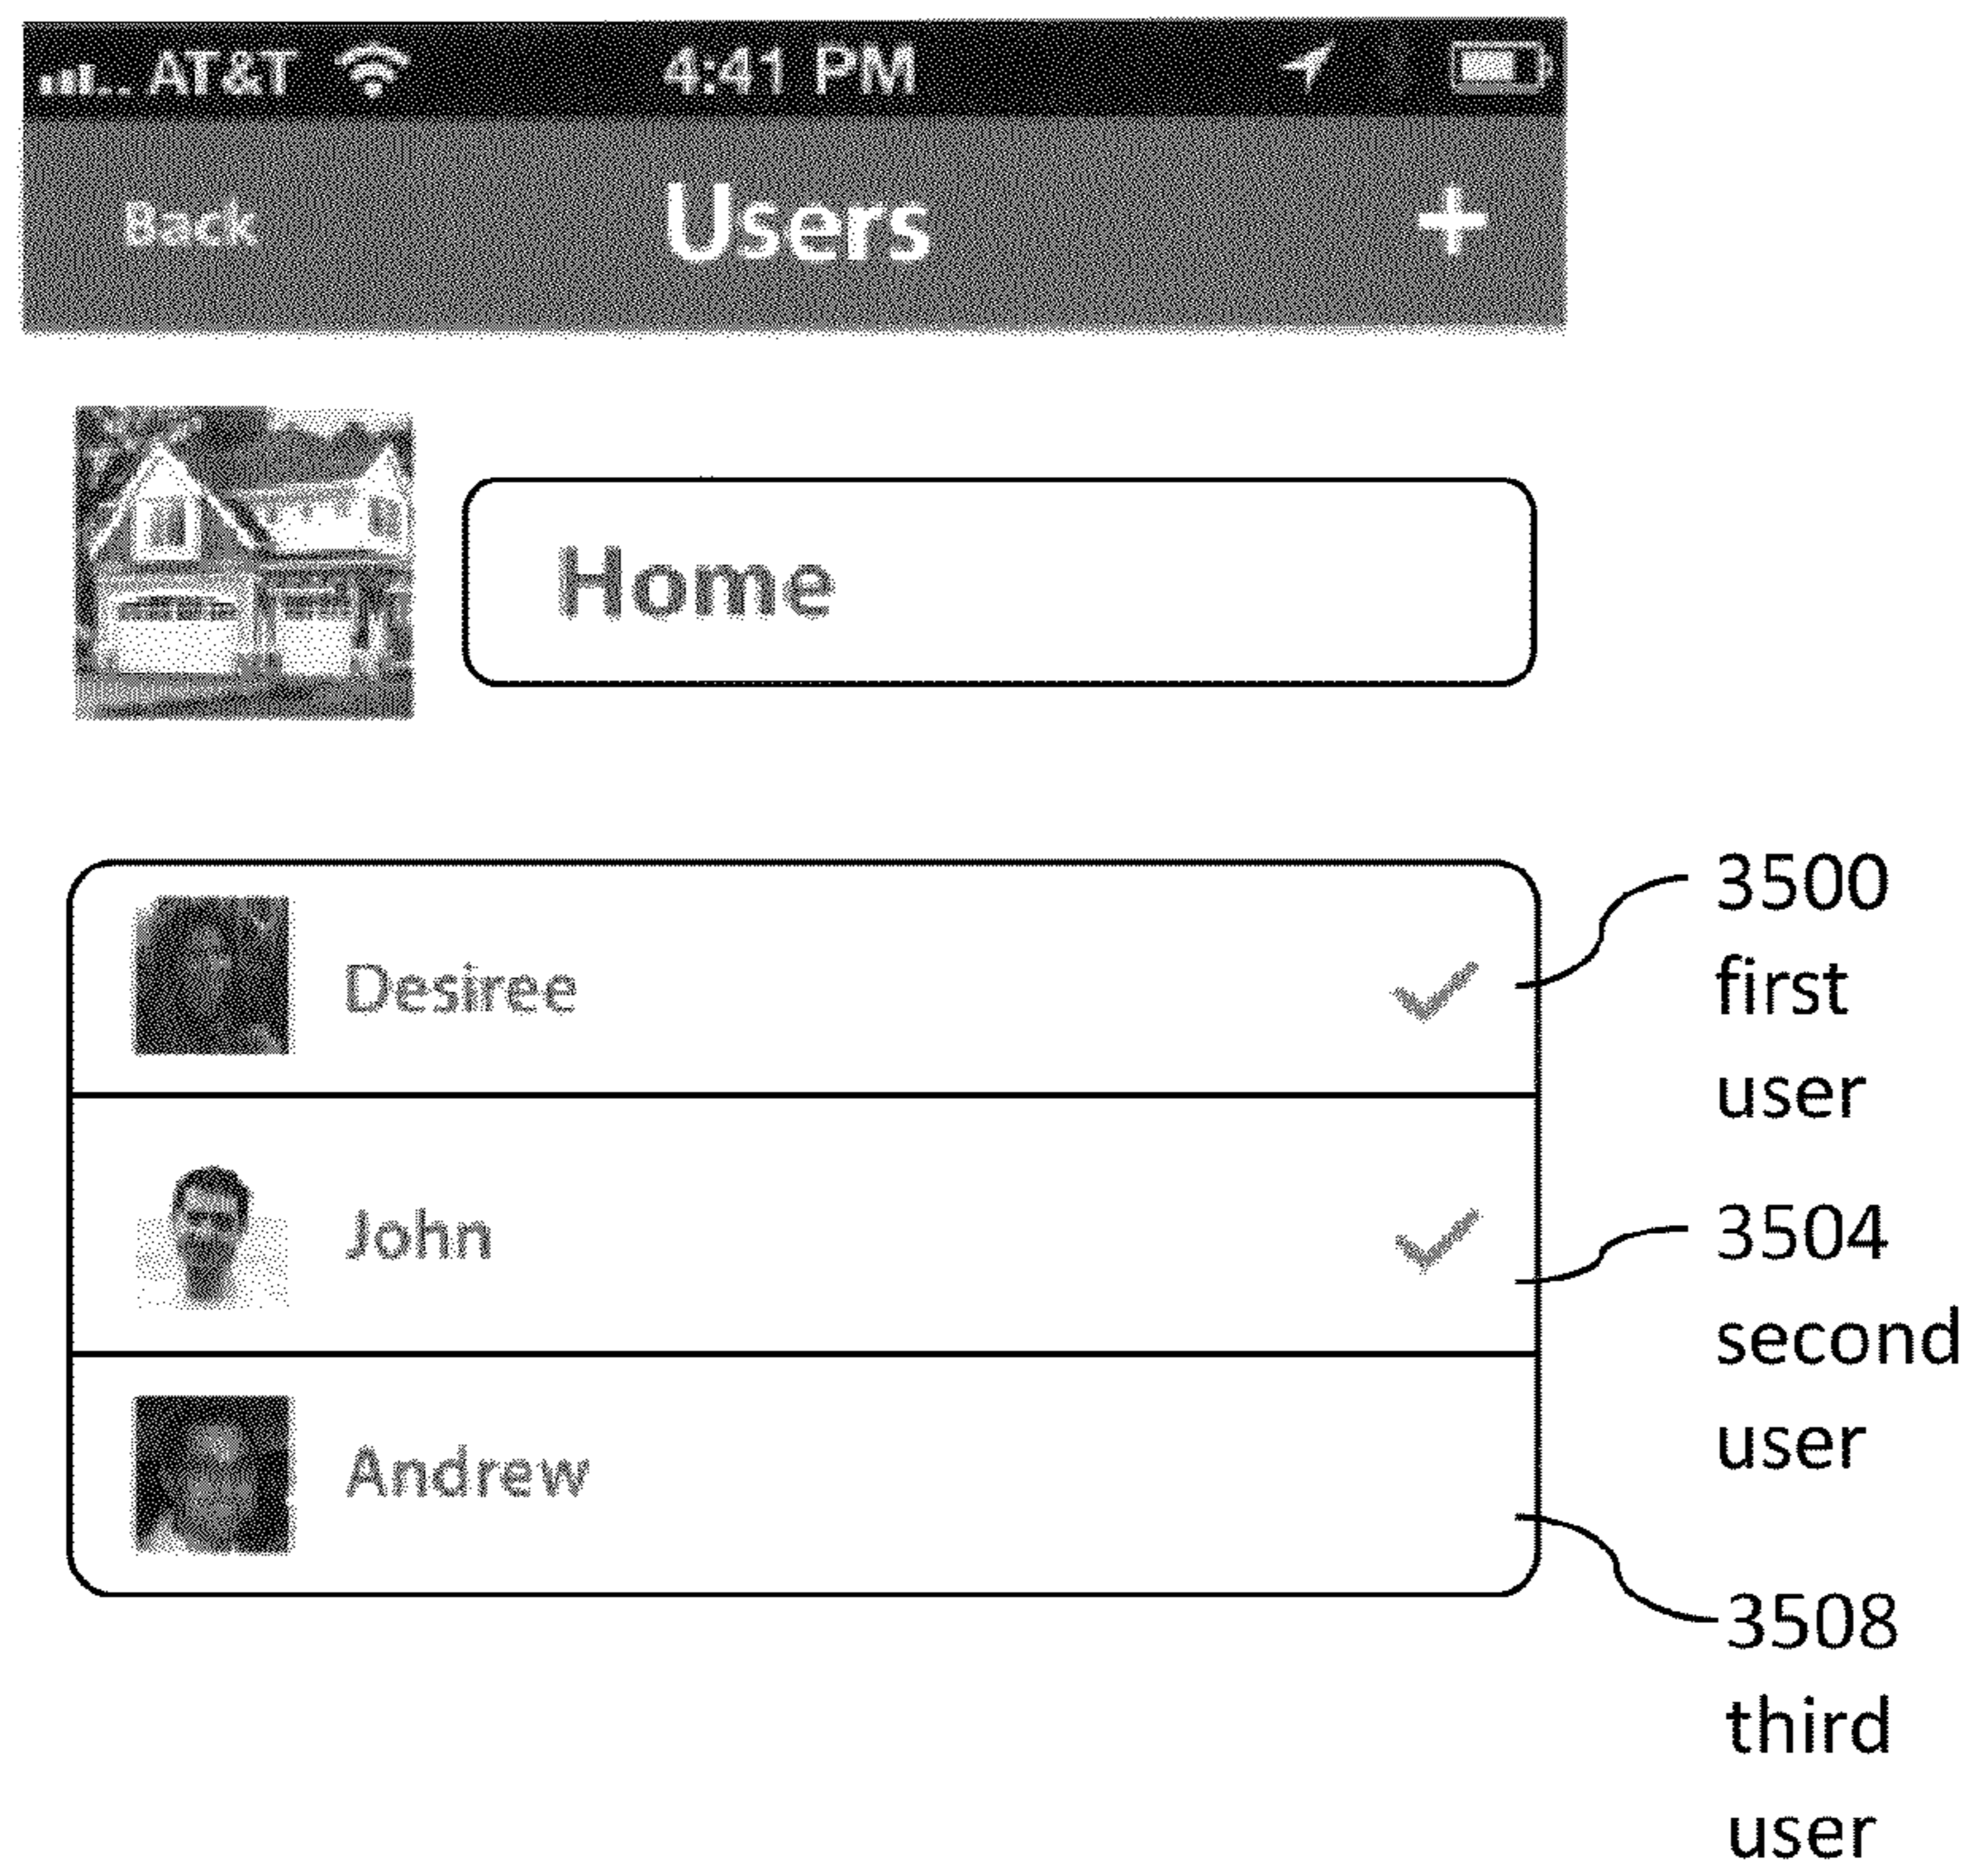 AT&T 4:41 PM
Back Users +
Home
Desiree
John
Andrew
3500
first
user
3504
second
user
3508
third
user